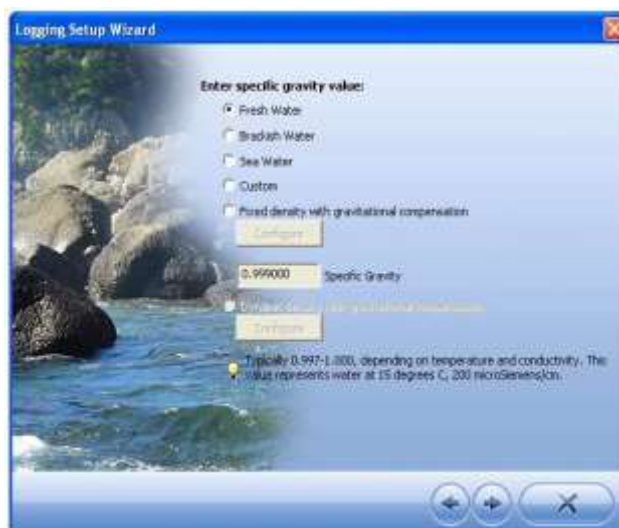 Logging Setup Wizard
Enter specific gravity value:
Fresh Water
Brackish Water
Sea Water
Custom
Fixed density with gravitational compensation
Configure
0.999000 Specific Gravity
Configure
Typically 0.997-1.000, depending on temperature and conductivity. This
value represents water at 15 degrees C, 200 microSiemens/cm.